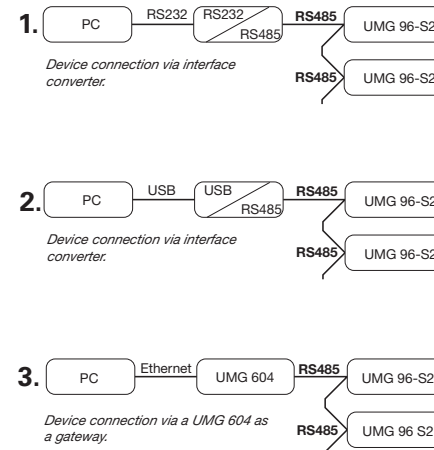 1. PC RS232 RS232 RS485 RS485 UMG 96-S2
Device connection via interface
converter.
RS485 UMG 96-S2
2. PC USB USB RS485 RS485 UMG 96-S2
Device connection via interface
converter.
RS485 UMG 96-S2
3. PC Ethernet UMG 604 RS485 UMG 96-S2
Device connection via a UMG 604 as
a gateway.
RS485 UMG 96 S2